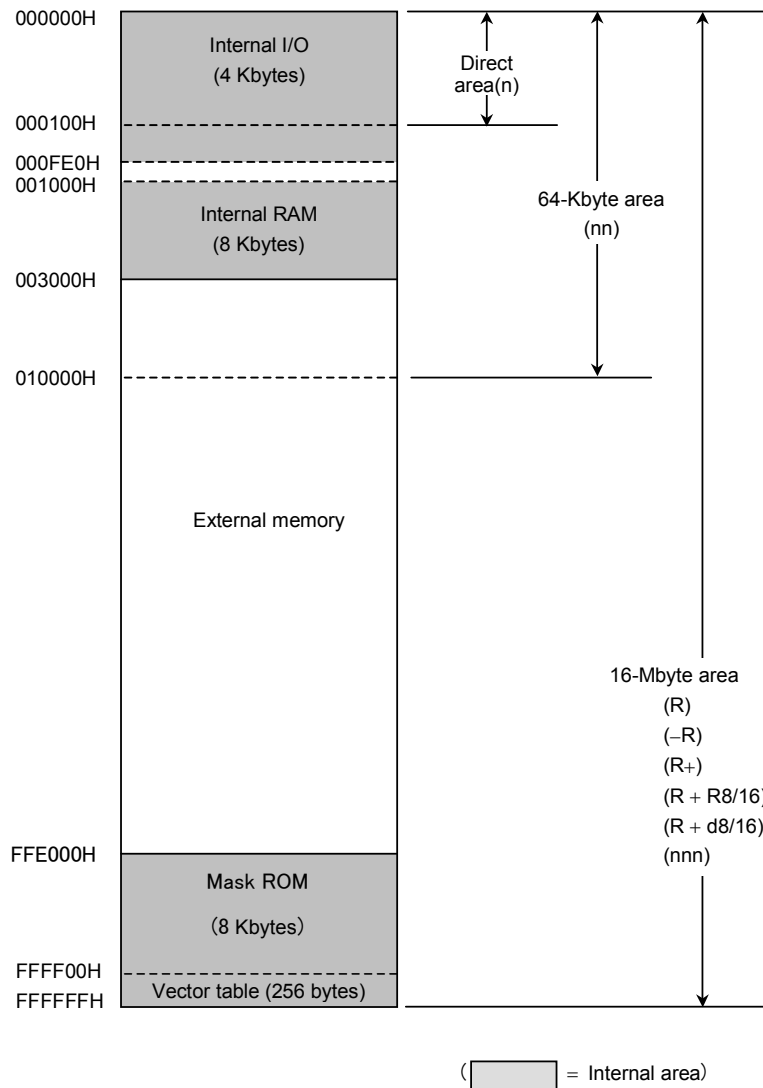 000000H
Internal I/O
(4 Kbytes)
Direct
area(n)
000100H
000FE0H
001000H
Internal RAM
(8 Kbytes)
64-Kbyte area
(nn)
003000H
010000H
External memory
16-Mbyte area
(R)
(–R)
(R+)
(R + R8/16)
(R + d8/16)
(nnn)
FFE000H
Mask ROM
(8 Kbytes)
FFFF00H
Vector table (256 bytes)
FFFFFFH
( = Internal area)